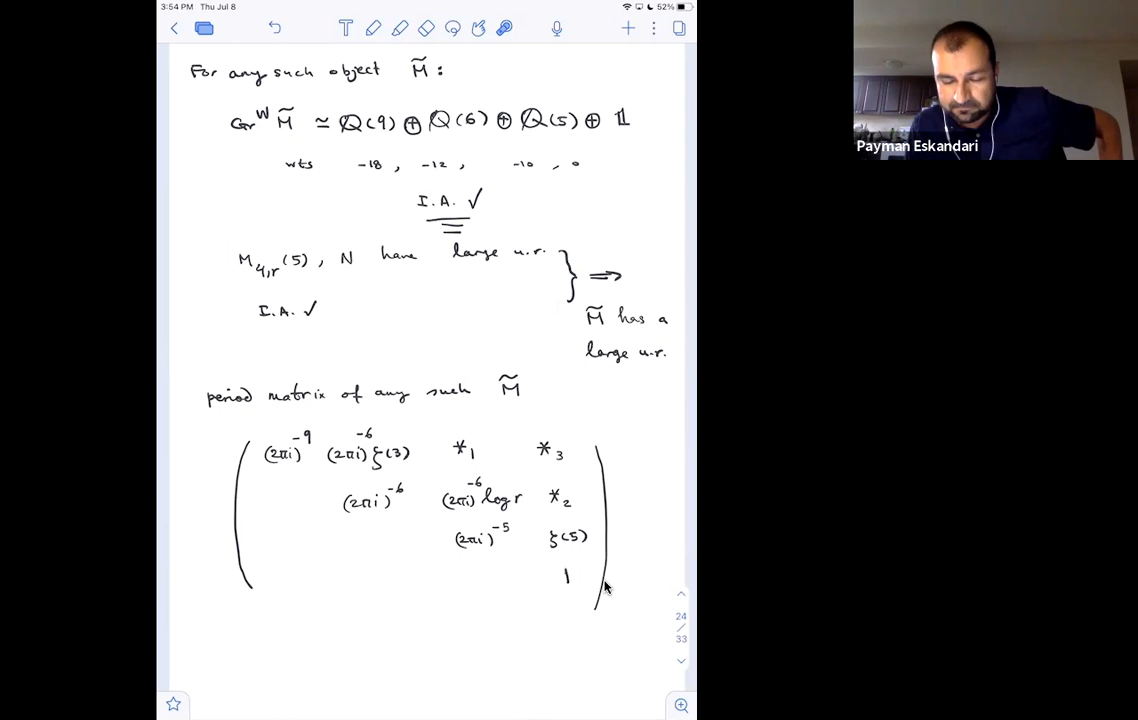 3:54 PM Thu Jul 8
52%
For any such object M̃ :
Gr^W M̃ ≃ Q(9) ⊕ Q(6) ⊕ Q(5) ⊕ 𝟙
wts -18 , -12 , -10 , 0
I.A. ✓
M_{4,r}(5) , N have large u.r. } ⟹
I.A. ✓
M̃ has a
large u.r.
period matrix of any such M̃
(2πi)^{-9} (2πi)^{-6} ζ(3) *_1 *_3
(2πi)^{-6} (2πi)^{-6} log r *_2
(2πi)^{-5} ζ(5)
1
24
/
33
Payman Eskandari